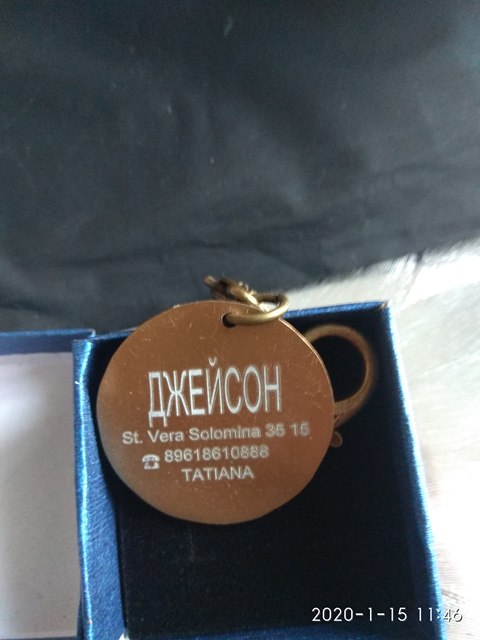 ДЖЕЙСОН
St. Vera Solomina 35 15
☎ 89618610888
TATIANA
2020-1-15 11:46